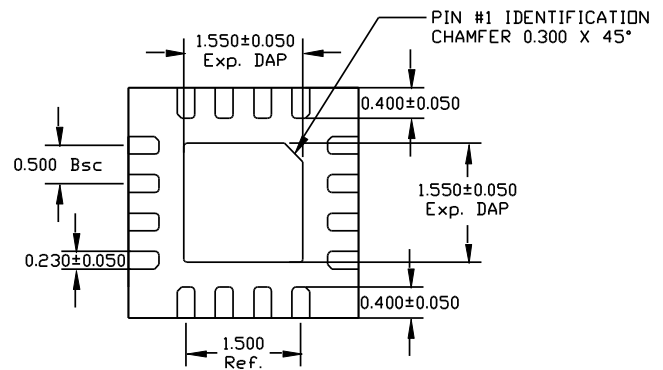 PIN #1 IDENTIFICATION
CHAMFER 0.300 X 45°
1.550±0.050
Exp. DAP
0.400±0.050
0.500 Bsc
1.550±0.050
Exp. DAP
0.230±0.050
0.400±0.050
1.500
Ref.